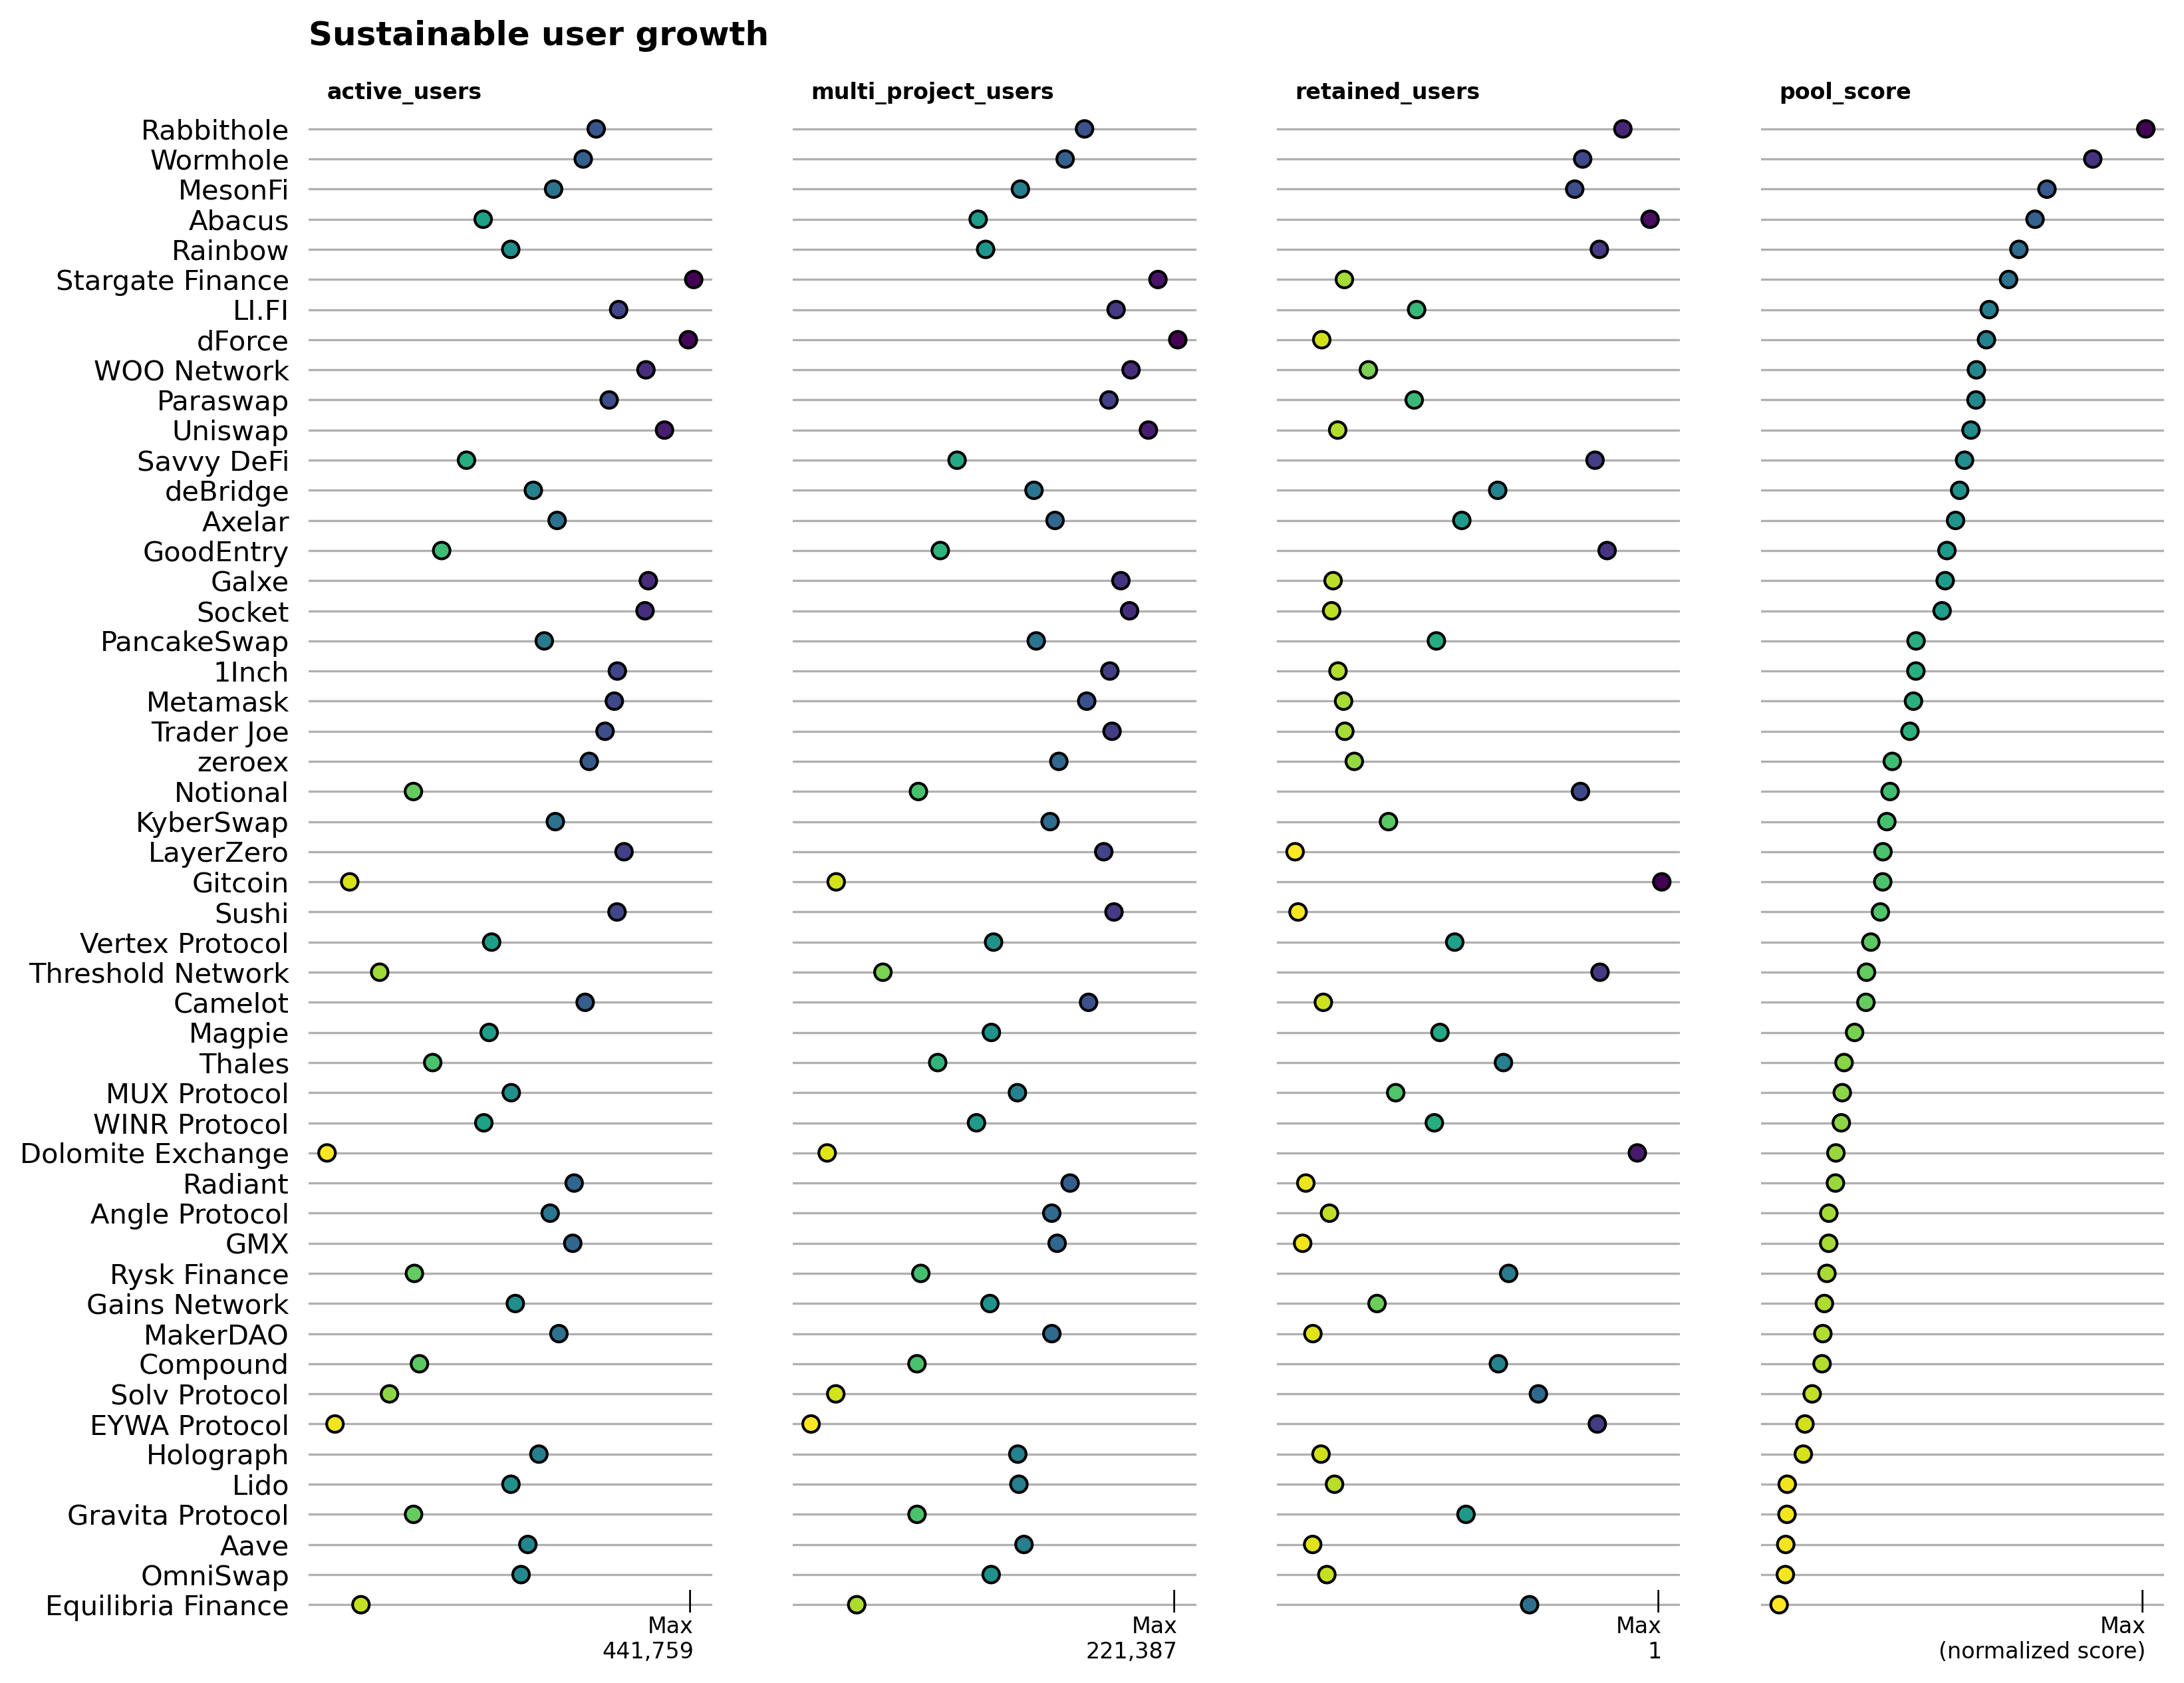 Sustainable user growth
active_users
multi_project_users
retained_users
pool_score
Rabbithole
Wormhole
MesonFi
Abacus
Rainbow
Stargate Finance
LI.FI
dForce
WOO Network
Paraswap
Uniswap
Savvy DeFi
deBridge
Axelar
GoodEntry
Galxe
Socket
PancakeSwap
1Inch
Metamask
Trader Joe
zeroex
Notional
KyberSwap
LayerZero
Gitcoin
Sushi
Vertex Protocol
Threshold Network
Camelot
Magpie
Thales
MUX Protocol
WINR Protocol
Dolomite Exchange
Radiant
Angle Protocol
GMX
Rysk Finance
Gains Network
MakerDAO
Compound
Solv Protocol
EYWA Protocol
Holograph
Lido
Gravita Protocol
Aave
OmniSwap
Equilibria Finance
Max
441,759
Max
221,387
Max
1
Max
(normalized score)